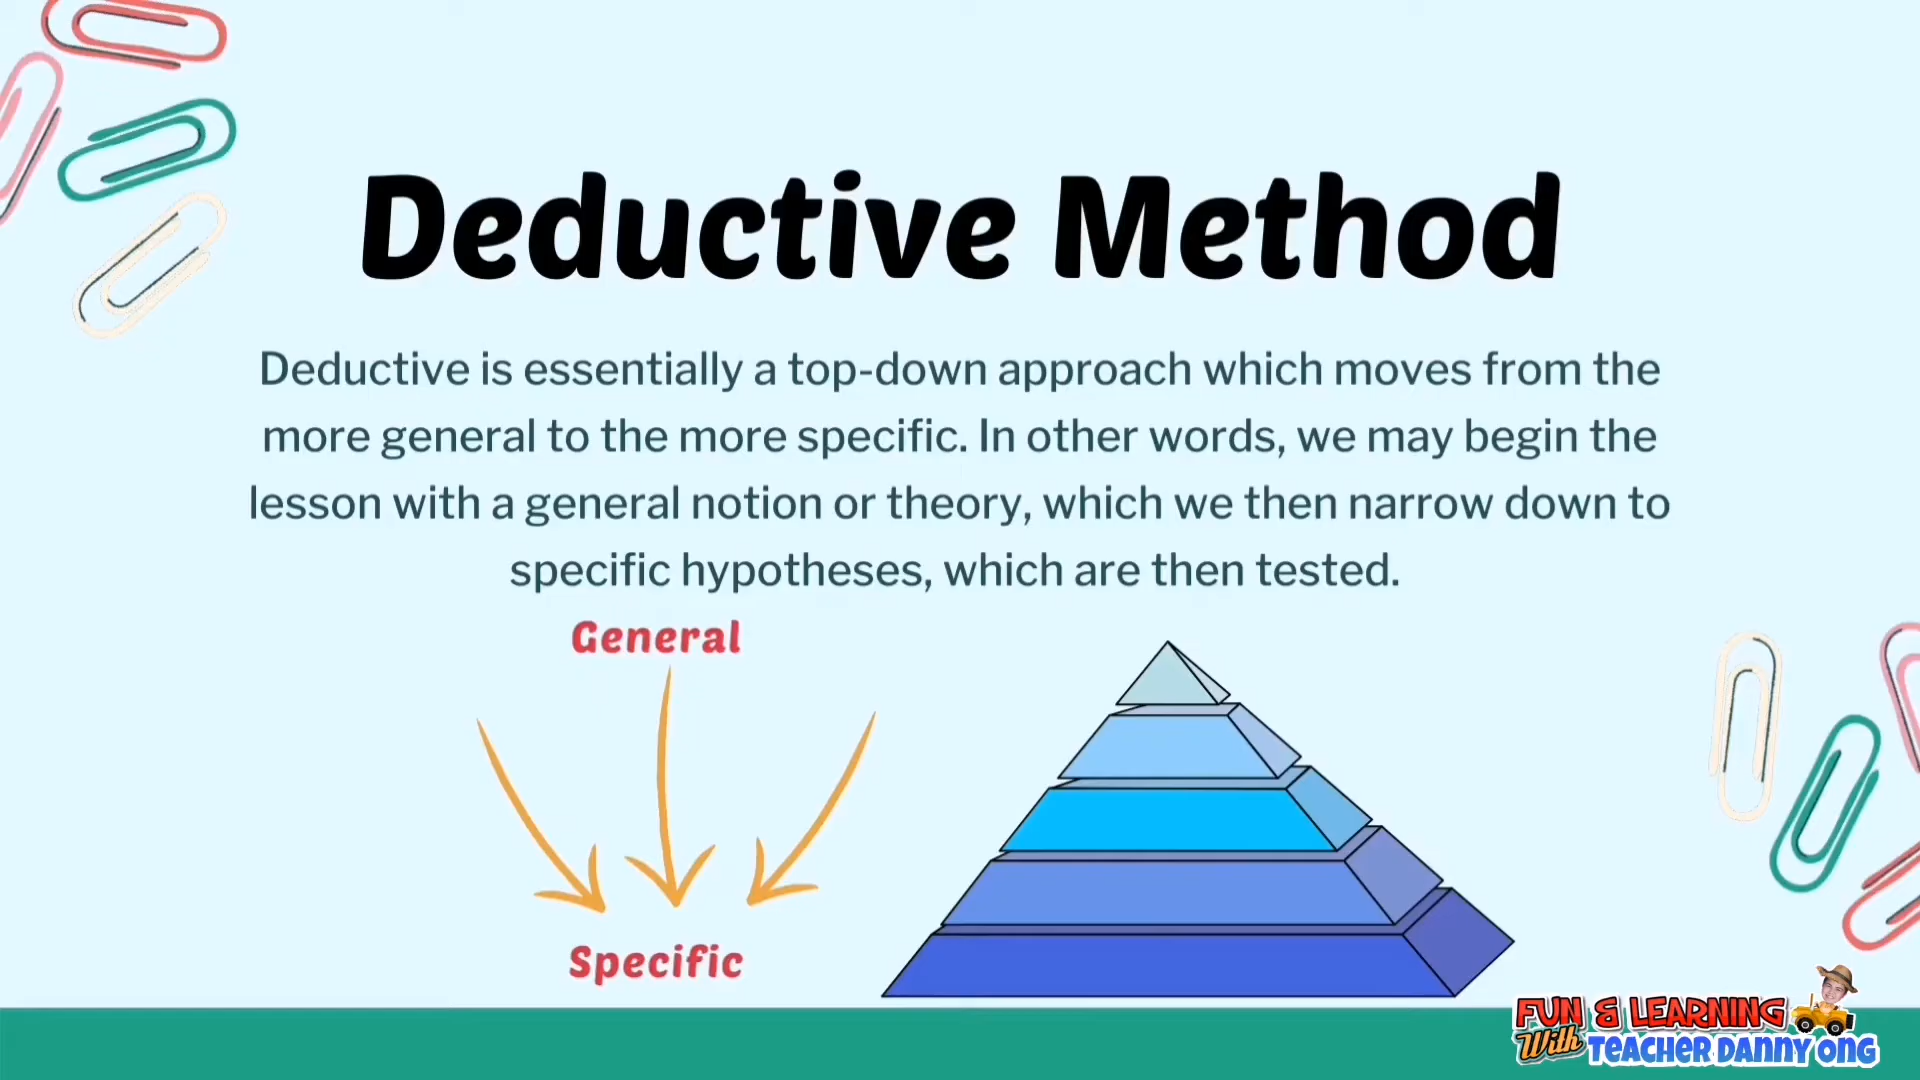 Deductive Method
Deductive is essentially a top-down approach which moves from the
more general to the more specific. In other words, we may begin the
lesson with a general notion or theory, which we then narrow down to
specific hypotheses, which are then tested.
General
Specific
FUN & LEARNING
With TEACHER DANNY ONG